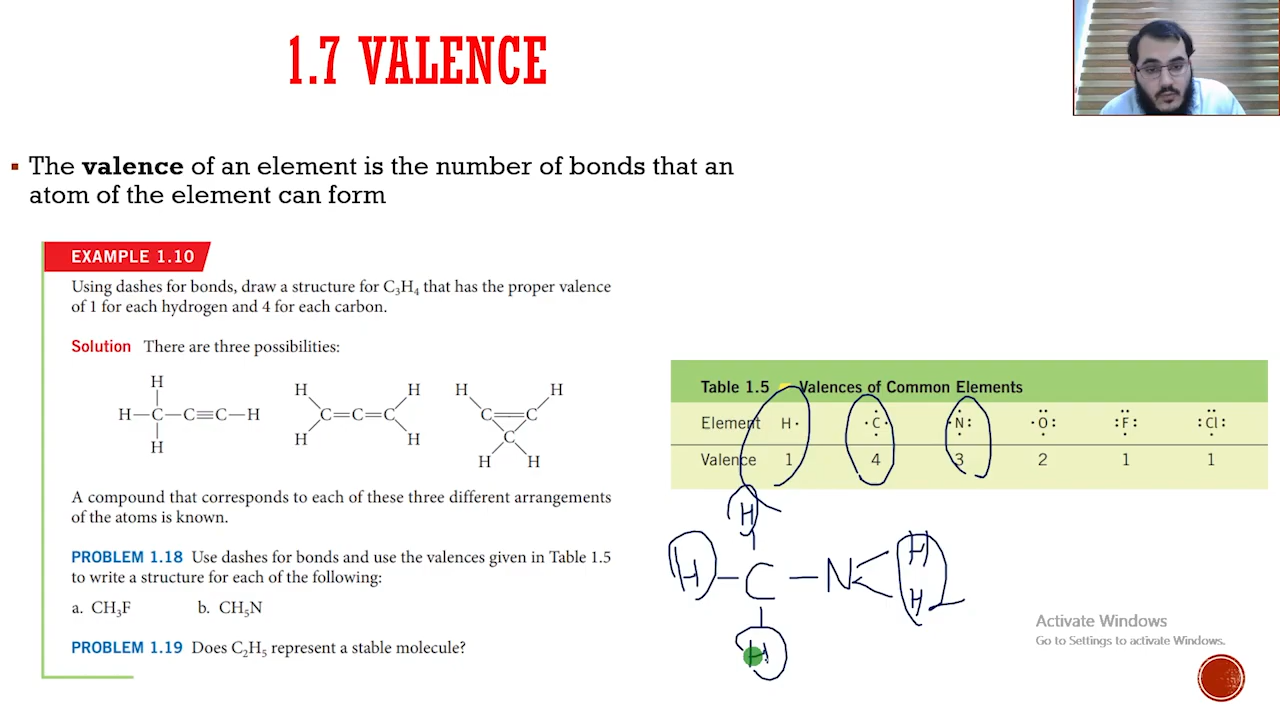 1.7 VALENCE
▪ The valence of an element is the number of bonds that an
atom of the element can form
EXAMPLE 1.10
Using dashes for bonds, draw a structure for C₃H₄ that has the proper valence
of 1 for each hydrogen and 4 for each carbon.
Solution There are three possibilities:
H
H—C—C≡C—H
H
H H
C=C=C
H H
H H
C=C
C
H H
A compound that corresponds to each of these three different arrangements
of the atoms is known.
PROBLEM 1.18 Use dashes for bonds and use the valences given in Table 1.5
to write a structure for each of the following:
a. CH₃F b. CH₅N
PROBLEM 1.19 Does C₂H₅ represent a stable molecule?
Table 1.5 Valences of Common Elements
Element H· ·C· ·N: ·O: :F: :Cl:
Valence 1 4 3 2 1 1
H
H—C—N H
H
H
Activate Windows
Go to Settings to activate Windows.